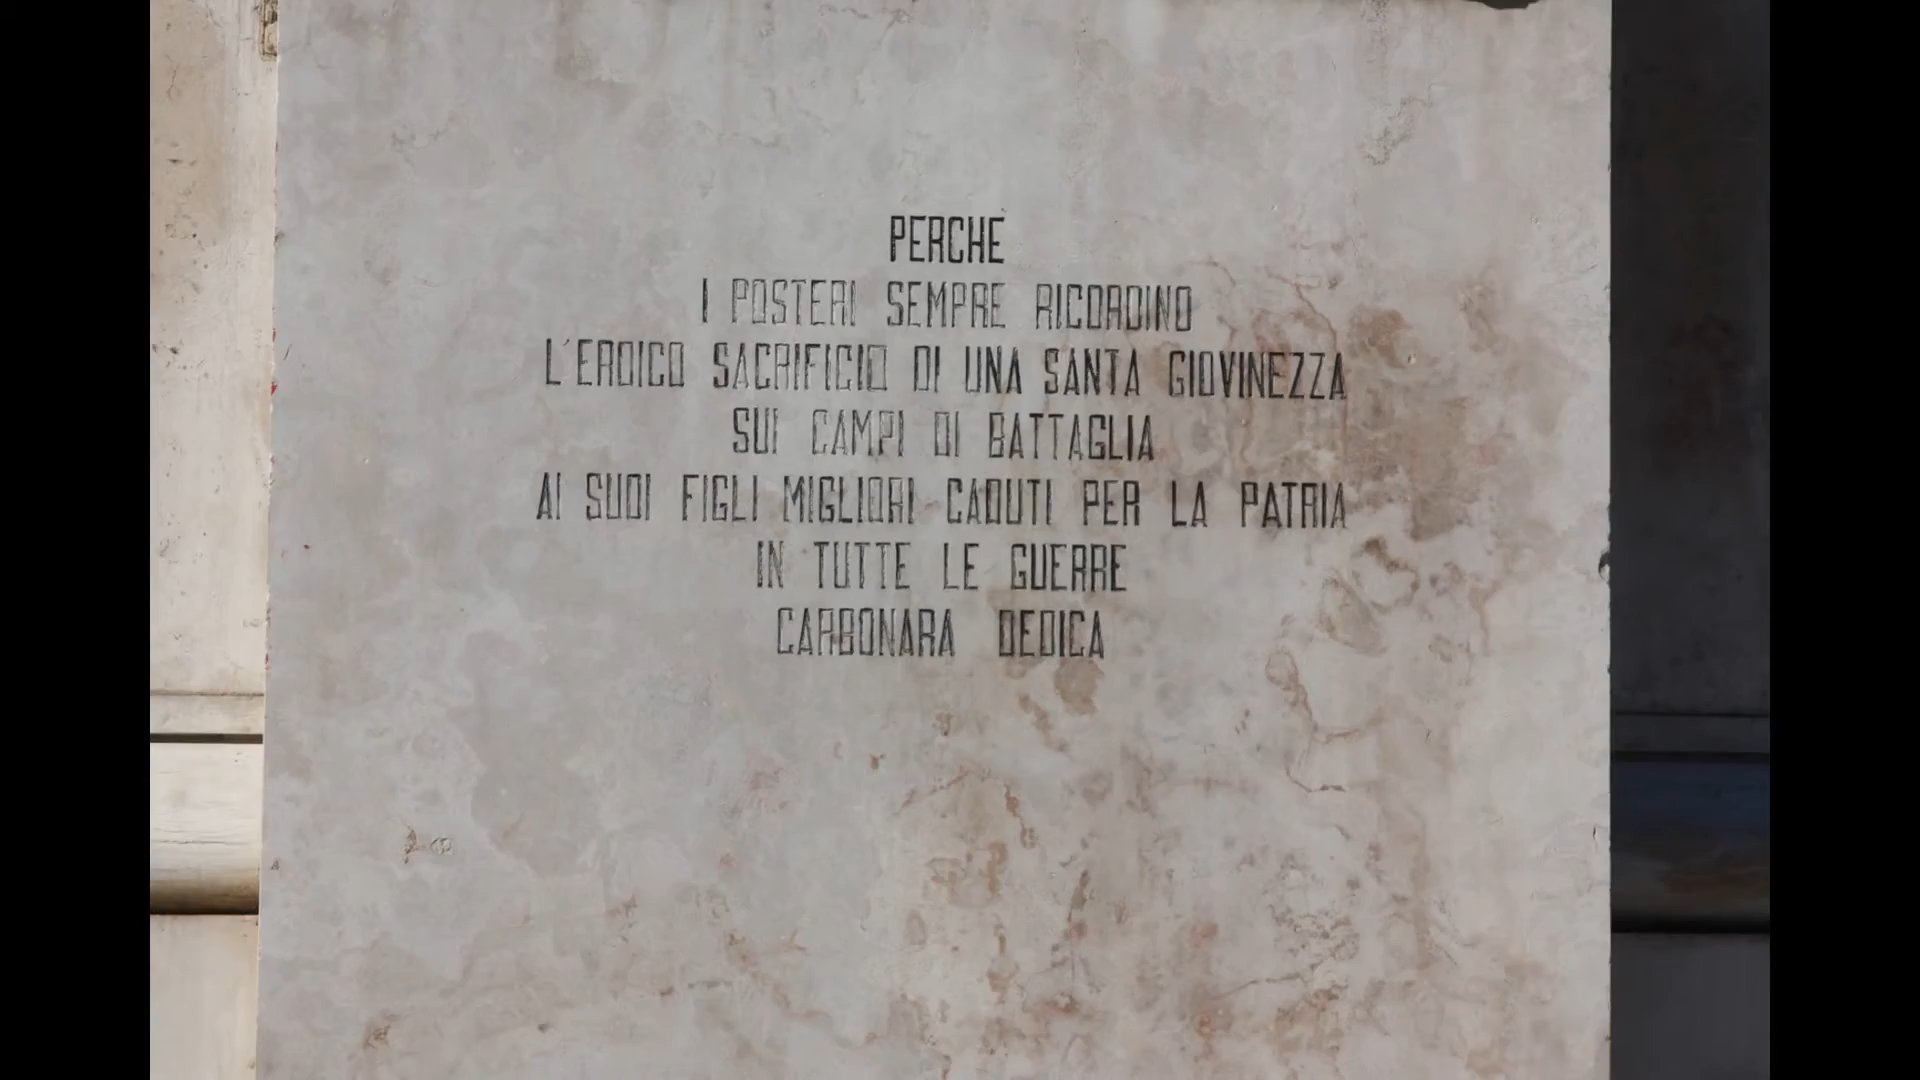 PERCHE
I POSTERI SEMPRE RICORDINO
L'EROICO SACRIFICIO DI UNA SANTA GIOVINEZZA
SUI CAMPI DI BATTAGLIA
AI SUOI FIGLI MIGLIORI CADUTI PER LA PATRIA
IN TUTTE LE GUERRE
CARBONARA DEDICA